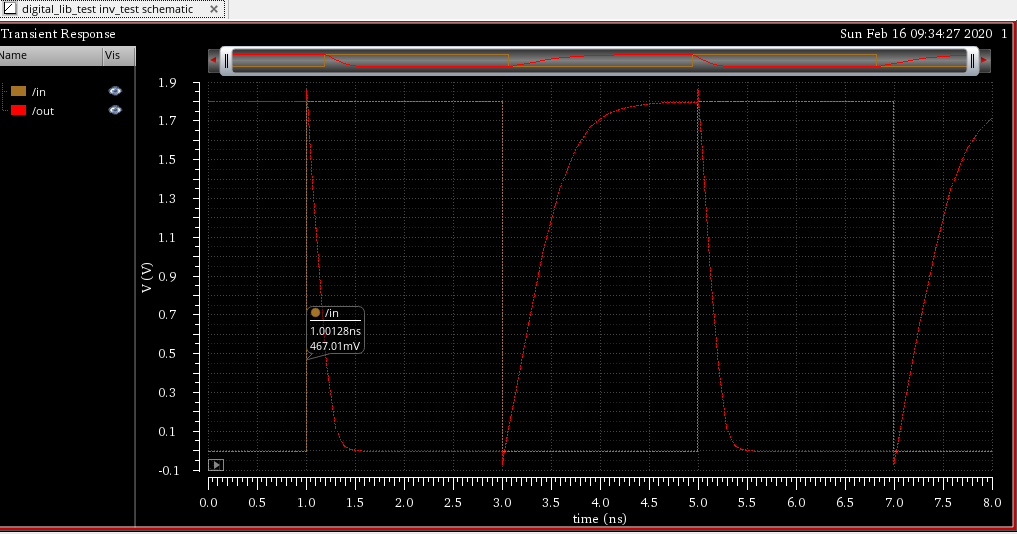 digital_lib_test inv_test schematic
Transient Response
Sun Feb 16 09:34:27 2020 1
Name
Vis
/in
/out
1.9
1.7
1.5
1.3
1.1
0.9
0.7
0.5
0.3
0.1
-0.1
V (V)
/in
1.00128ns
467.01mV
0.0 0.5 1.0 1.5 2.0 2.5 3.0 3.5 4.0 4.5 5.0 5.5 6.0 6.5 7.0 7.5 8.0
time (ns)